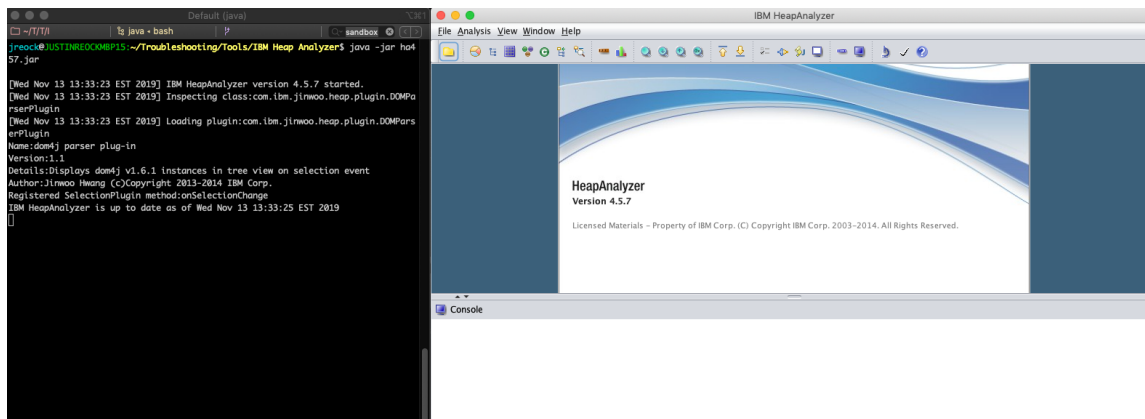 Default (java)
⌥⌘1
~/T/T/I
java • bash
sandbox
jreock@JUSTINREOCKMBP15:~/Troubleshooting/Tools/IBM Heap Analyzer$ java -jar ha4
57.jar
[Wed Nov 13 13:33:23 EST 2019] IBM HeapAnalyzer version 4.5.7 started.
[Wed Nov 13 13:33:23 EST 2019] Inspecting class:com.ibm.jinwoo.heap.plugin.DOMPa
rserPlugin
[Wed Nov 13 13:33:23 EST 2019] Loading plugin:com.ibm.jinwoo.heap.plugin.DOMPars
erPlugin
Name:dom4j parser plug-in
Version:1.1
Details:Displays dom4j v1.6.1 instances in tree view on selection event
Author:Jinwoo Hwang (c)Copyright 2013-2014 IBM Corp.
Registered SelectionPlugin method:onSelectionChange
IBM HeapAnalyzer is up to date as of Wed Nov 13 13:33:25 EST 2019
IBM HeapAnalyzer
File Analysis View Window Help
HeapAnalyzer
Version 4.5.7
Licensed Materials - Property of IBM Corp. (C) Copyright IBM Corp. 2003-2014. All Rights Reserved.
Console